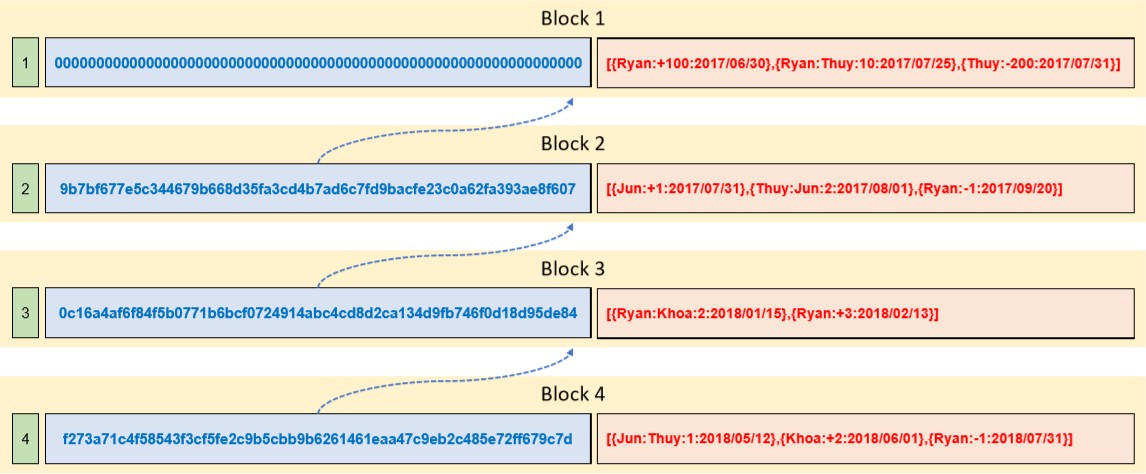 Block 1
1 0000000000000000000000000000000000000000000000000000000000000000 [{Ryan:+100:2017/06/30},{Ryan:Thuy:10:2017/07/25},{Thuy:-200:2017/07/31}]
Block 2
2 9b7bf677e5c344679b668d35fa3cd4b7ad6c7fd9bacfe23c0a62fa393ae8f607 [{Jun:+1:2017/07/31},{Thuy:Jun:2:2017/08/01},{Ryan:-1:2017/09/20}]
Block 3
3 0c16a4af6f84f5b0771b6bcf0724914abc4cd8d2ca134d9fb746f0d18d95de84 [{Ryan:Khoa:2:2018/01/15},{Ryan:+3:2018/02/13}]
Block 4
4 f273a71c4f58543f3cf5fe2c9b5cbb9b6261461eaa47c9eb2c485e72ff679c7d [{Jun:Thuy:1:2018/05/12},{Khoa:+2:2018/06/01},{Ryan:-1:2018/07/31}]